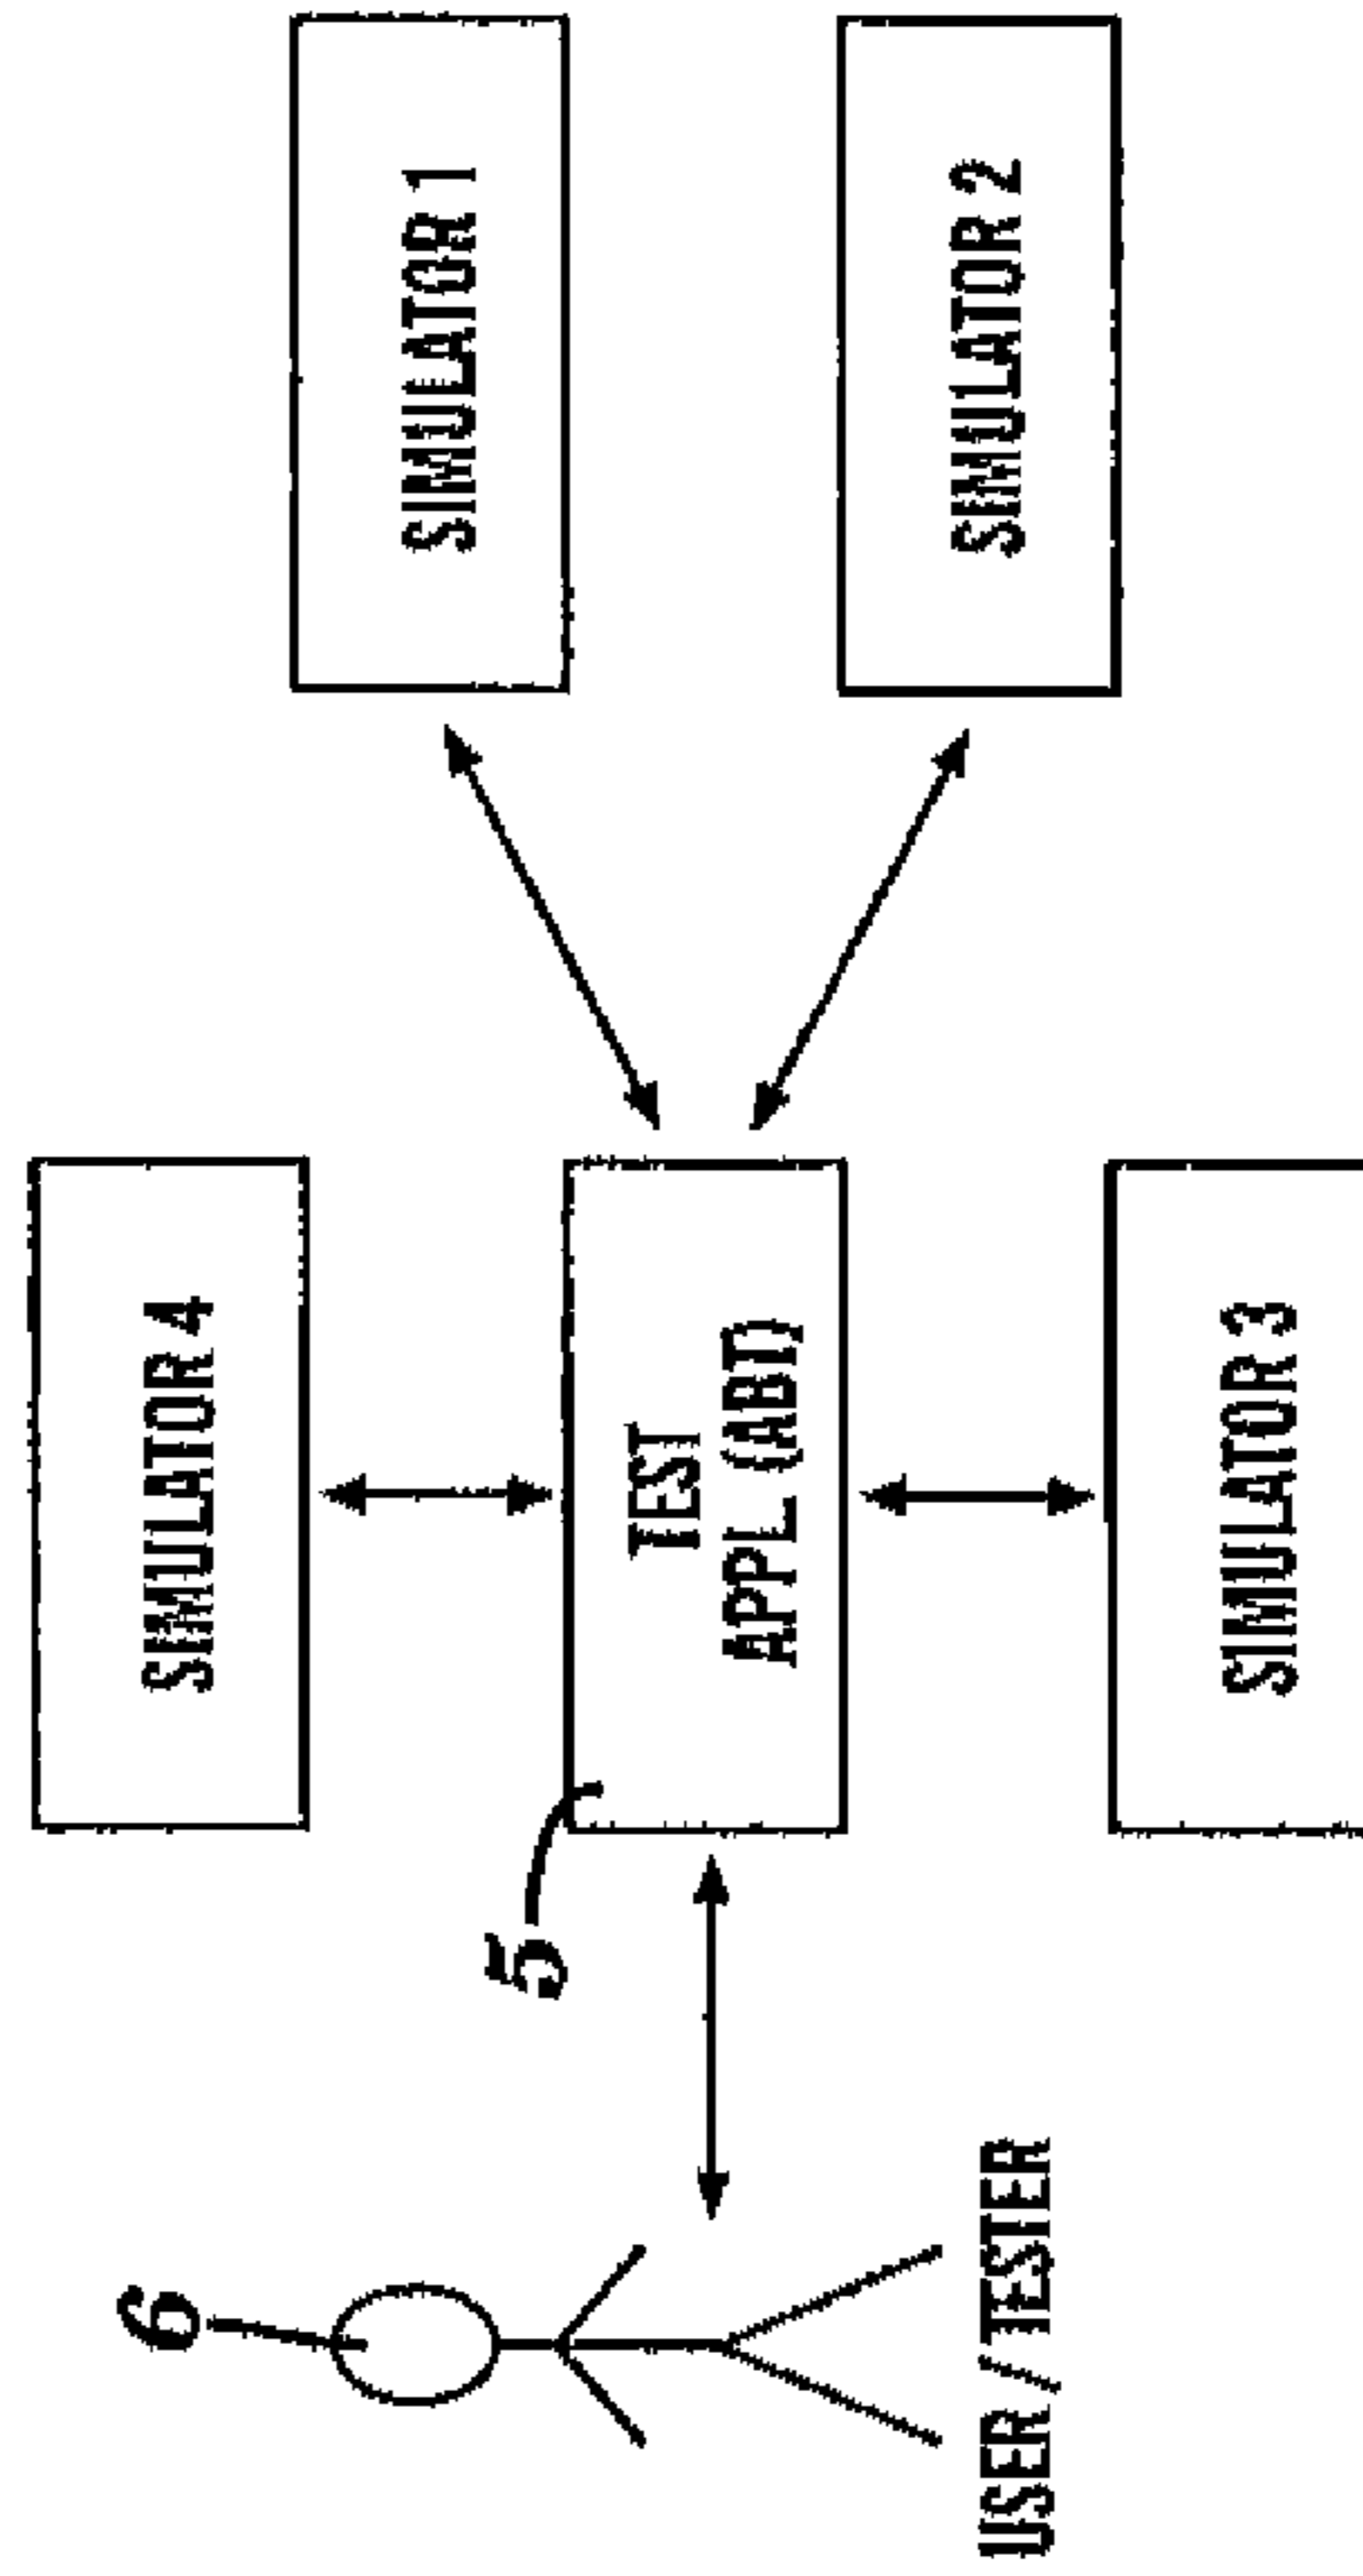 6
SIMULATOR 4
SIMULATOR 1
5
TEST
APPL (ABT)
SIMULATOR 2
USER / TESTER
SIMULATOR 3